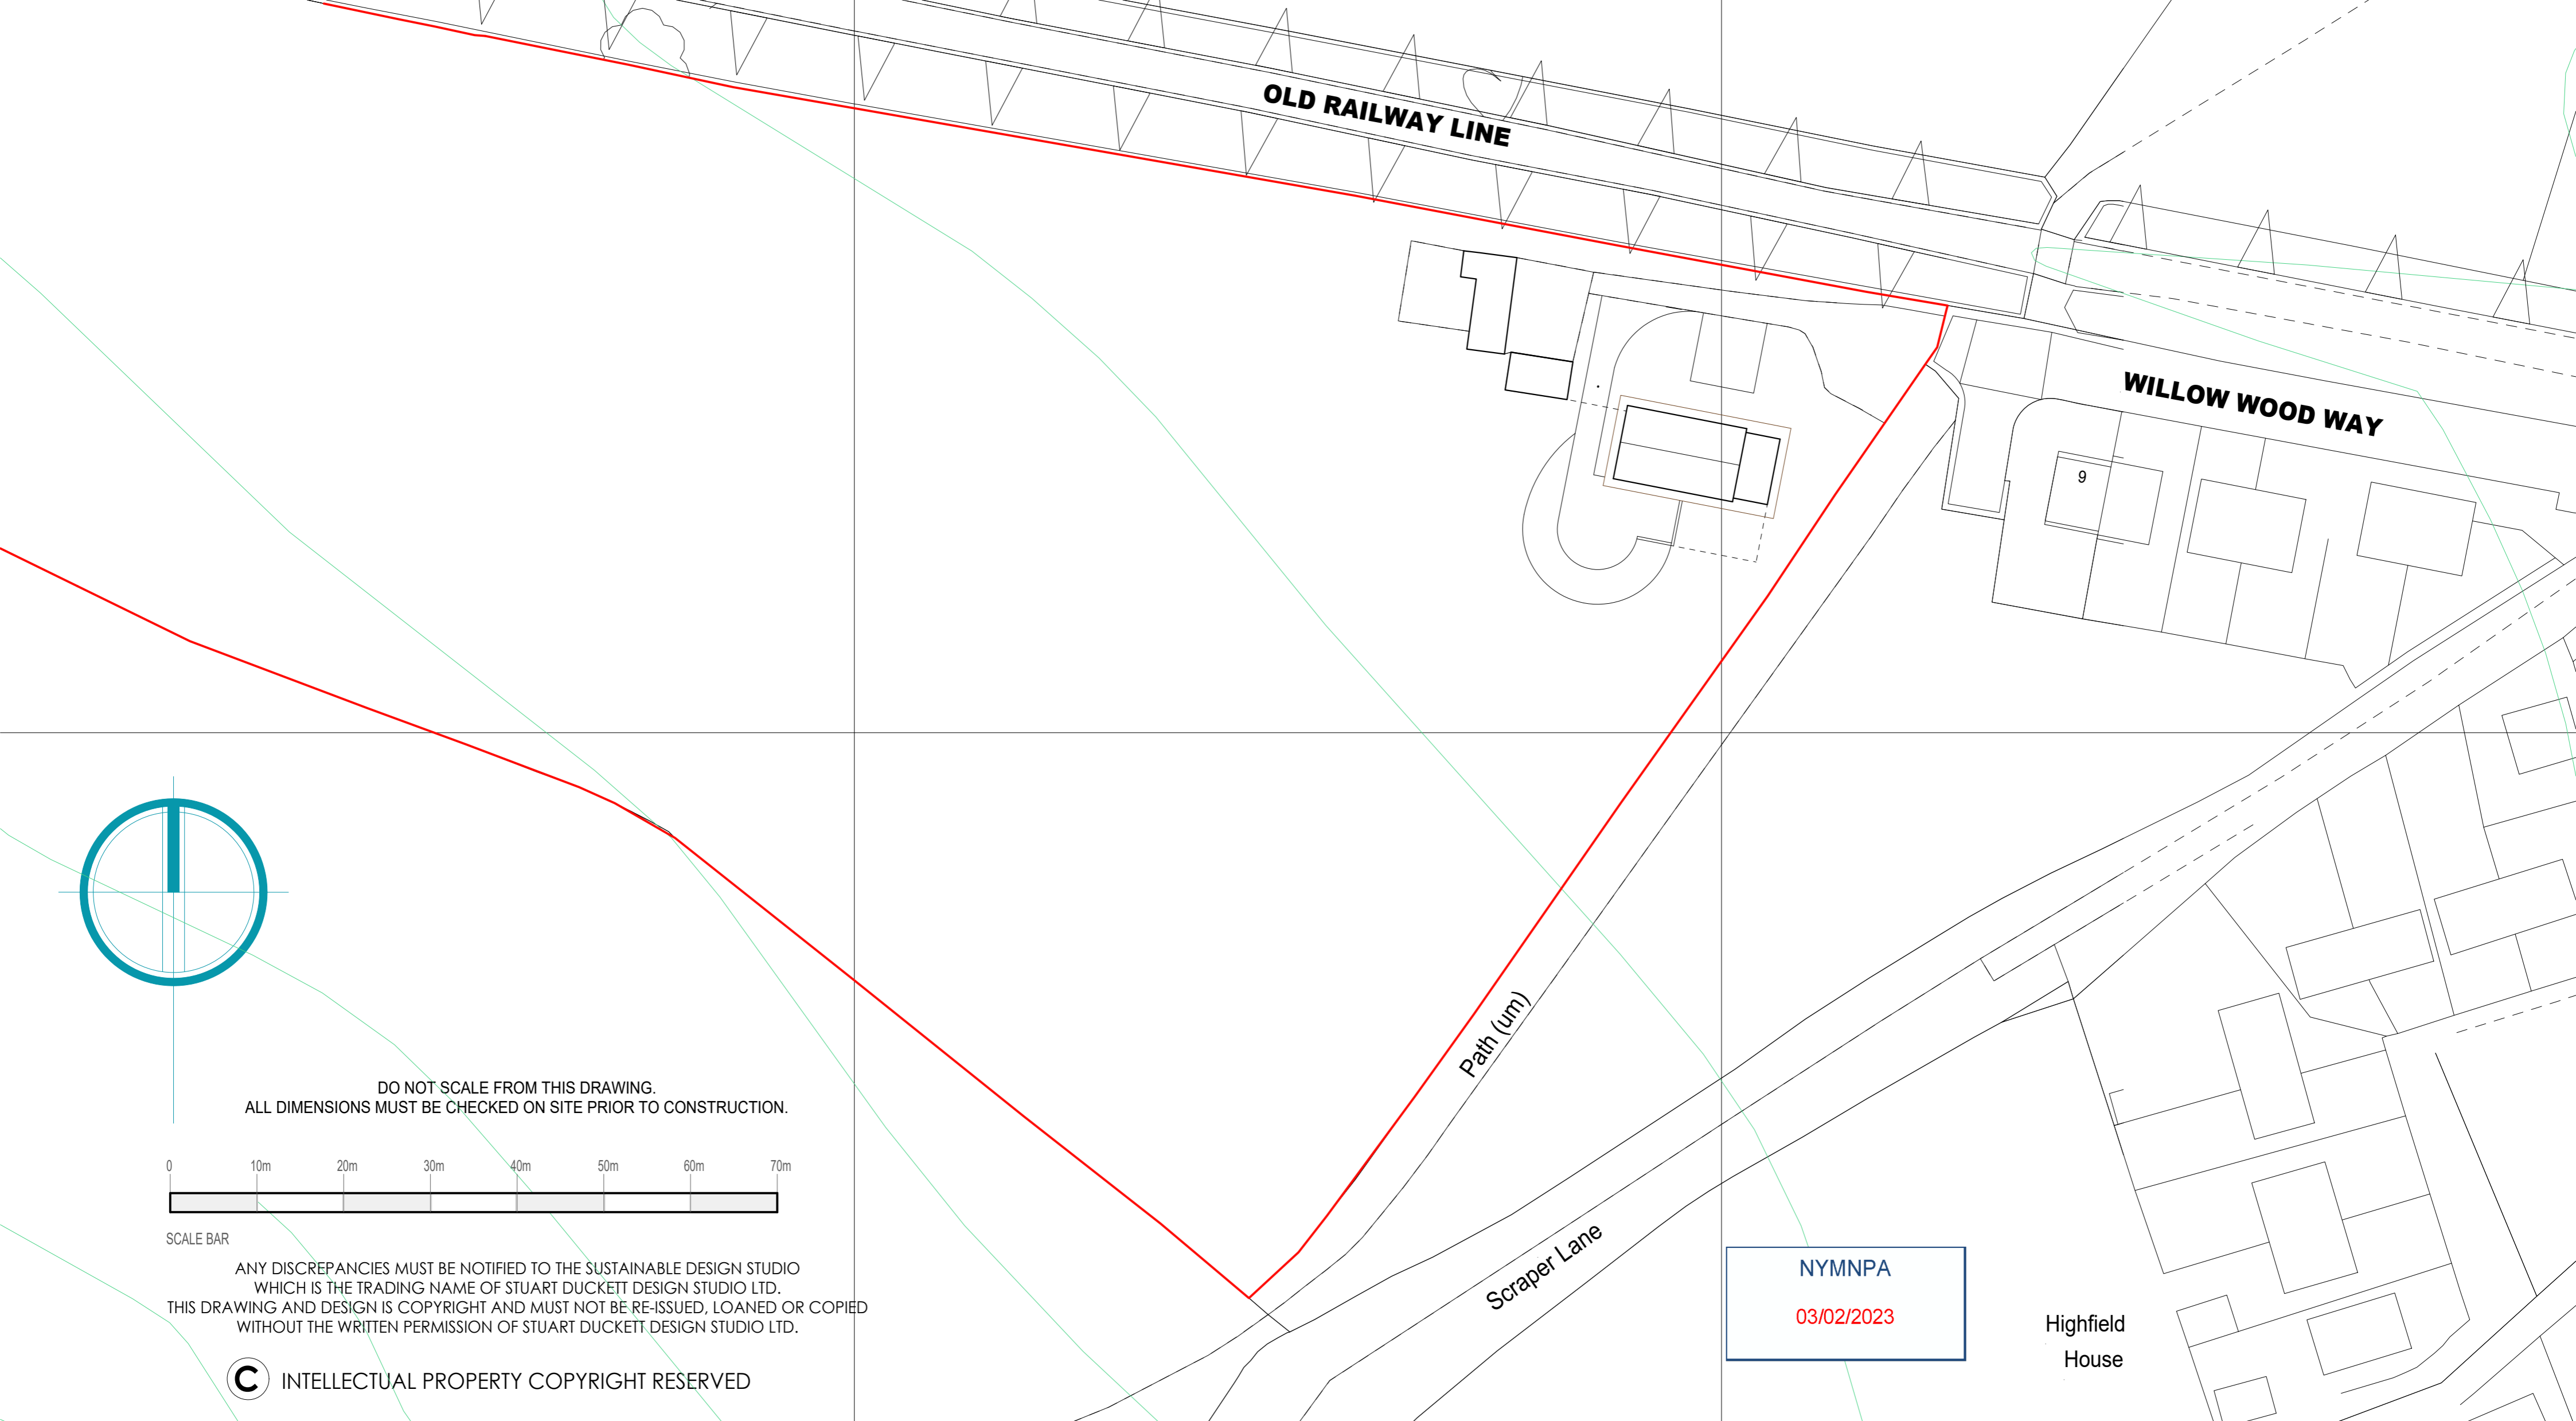 OLD RAILWAY LINE
WILLOW WOOD WAY
9
Path (um)
DO NOT SCALE FROM THIS DRAWING.
ALL DIMENSIONS MUST BE CHECKED ON SITE PRIOR TO CONSTRUCTION.
0 10m 20m 30m 40m 50m 60m 70m
SCALE BAR
Scraper Lane
ANY DISCREPANCIES MUST BE NOTIFIED TO THE SUSTAINABLE DESIGN STUDIO
WHICH IS THE TRADING NAME OF STUART DUCKETT DESIGN STUDIO LTD.
THIS DRAWING AND DESIGN IS COPYRIGHT AND MUST NOT BE RE-ISSUED, LOANED OR COPIED
WITHOUT THE WRITTEN PERMISSION OF STUART DUCKETT DESIGN STUDIO LTD.
C INTELLECTUAL PROPERTY COPYRIGHT RESERVED
NYMNPA
03/02/2023
Highfield
House